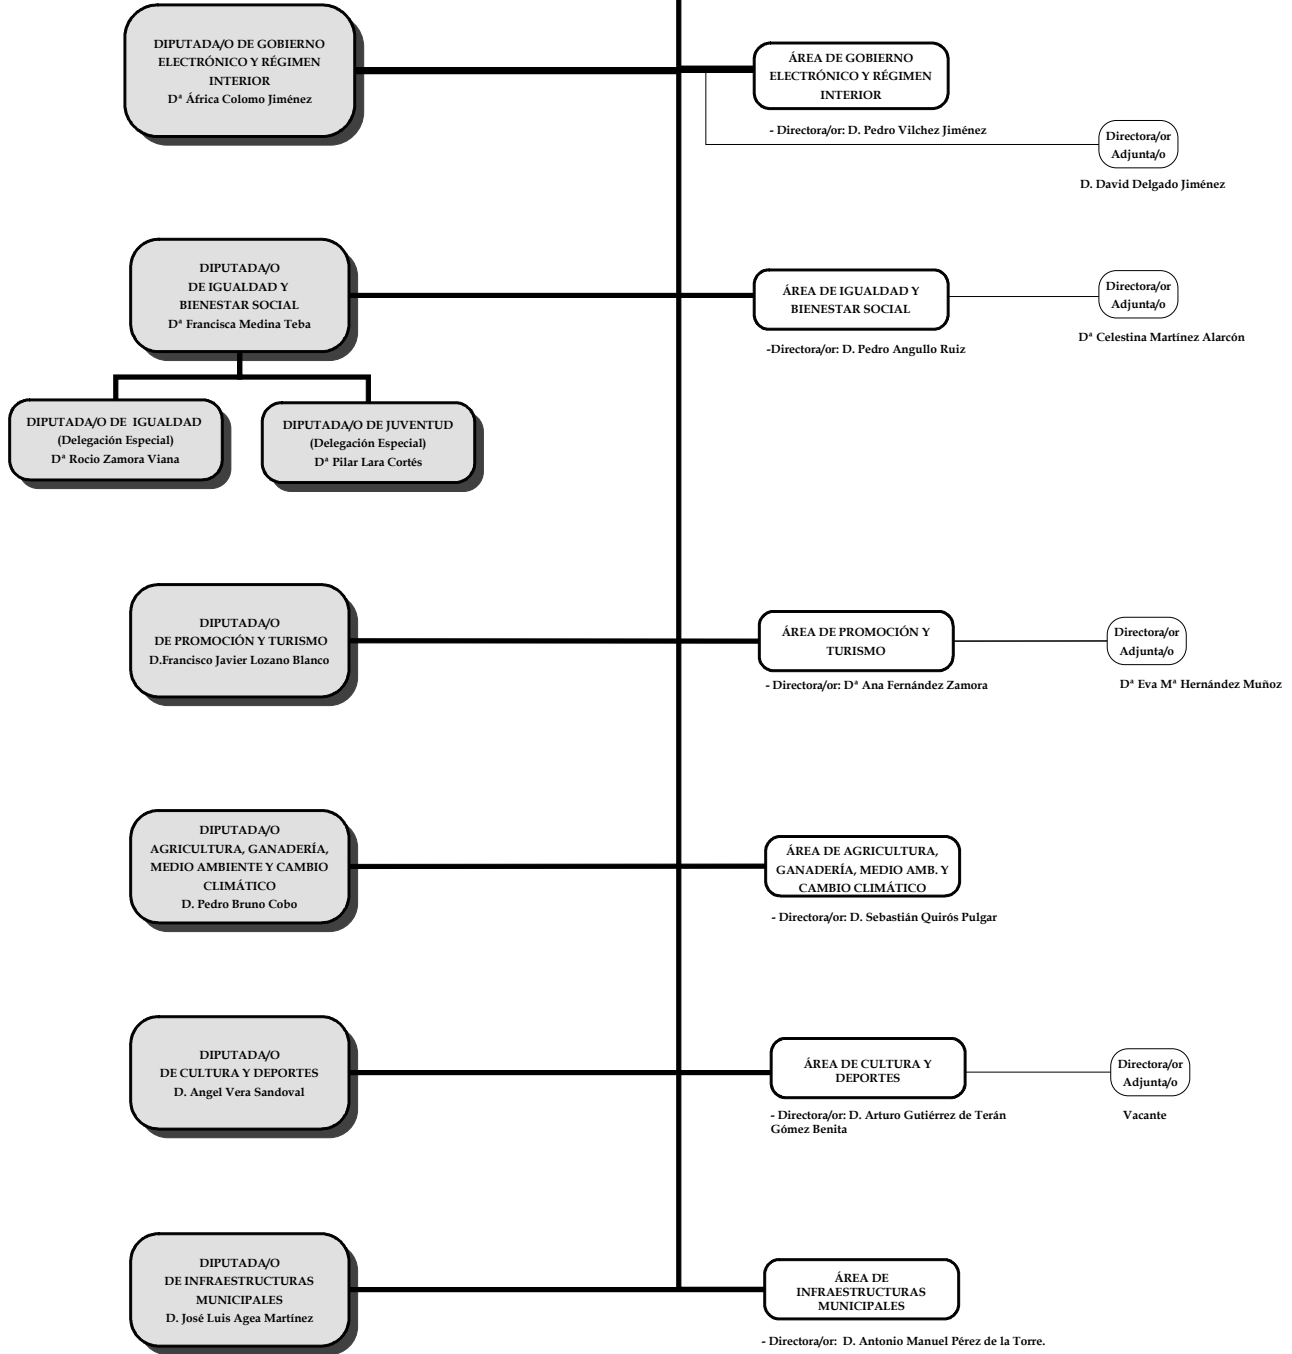 DIPUTADA/O DE GOBIERNO
ELECTRÓNICO Y RÉGIMEN
INTERIOR
Dª África Colomo Jiménez
ÁREA DE GOBIERNO
ELECTRÓNICO Y RÉGIMEN
INTERIOR
- Directora/or: D. Pedro Vilchez Jiménez
Directora/or
Adjunta/o
D. David Delgado Jiménez
DIPUTADA/O
DE IGUALDAD Y
BIENESTAR SOCIAL
Dª Francisca Medina Teba
ÁREA DE IGUALDAD Y
BIENESTAR SOCIAL
-Directora/or: D. Pedro Angullo Ruiz
Directora/or
Adjunta/o
Dª Celestina Martínez Alarcón
DIPUTADA/O DE IGUALDAD
(Delegación Especial)
Dª Rocio Zamora Viana
DIPUTADA/O DE JUVENTUD
(Delegación Especial)
Dª Pilar Lara Cortés
DIPUTADA/O
DE PROMOCIÓN Y TURISMO
D.Francisco Javier Lozano Blanco
ÁREA DE PROMOCIÓN Y
TURISMO
- Directora/or: Dª Ana Fernández Zamora
Directora/or
Adjunta/o
Dª Eva Mª Hernández Muñoz
DIPUTADA/O
AGRICULTURA, GANADERÍA,
MEDIO AMBIENTE Y CAMBIO
CLIMÁTICO
D. Pedro Bruno Cobo
ÁREA DE AGRICULTURA,
GANADERÍA, MEDIO AMB. Y
CAMBIO CLIMÁTICO
- Directora/or: D. Sebastián Quirós Pulgar
DIPUTADA/O
DE CULTURA Y DEPORTES
D. Angel Vera Sandoval
ÁREA DE CULTURA Y
DEPORTES
- Directora/or: D. Arturo Gutiérrez de Terán
Gómez Benita
Directora/or
Adjunta/o
Vacante
DIPUTADA/O
DE INFRAESTRUCTURAS
MUNICIPALES
D. José Luis Agea Martínez
ÁREA DE
INFRAESTRUCTURAS
MUNICIPALES
- Directora/or: D. Antonio Manuel Pérez de la Torre.